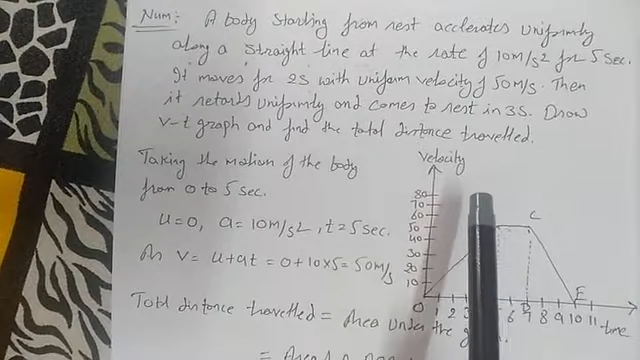 Num: A body starting from rest acclerates uniformly
along a straight line at the rate of 10m/s2 for 5 sec.
It moves for 2S with uniform velocity of 50m/s. Then
it retards uniformly and comes to rest in 3S. Draw
v-t graph and find the total distance travelled.
Taking the motion of the body
from 0 to 5 sec.
u=0, a=10m/s2, t=5sec.
As v= u+at = 0+10x5=50m/s
Total distance travelled = Area under the
Velocity
80
70
60
50
40
30
20
10
C
E
0 1 2 3 6 7 8 9 10 11 time